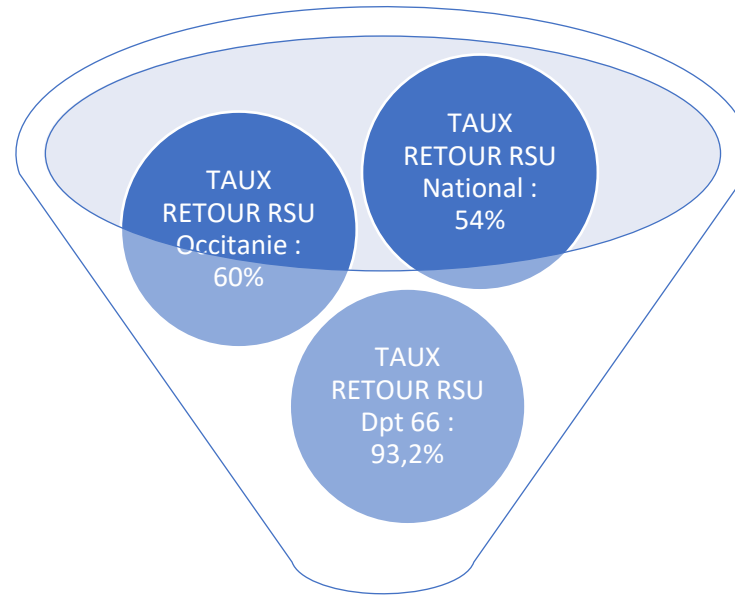 TAUX
RETOUR RSU
National :
54%
TAUX
RETOUR RSU
Occitanie :
60%
TAUX
RETOUR RSU
Dpt 66 :
93,2%